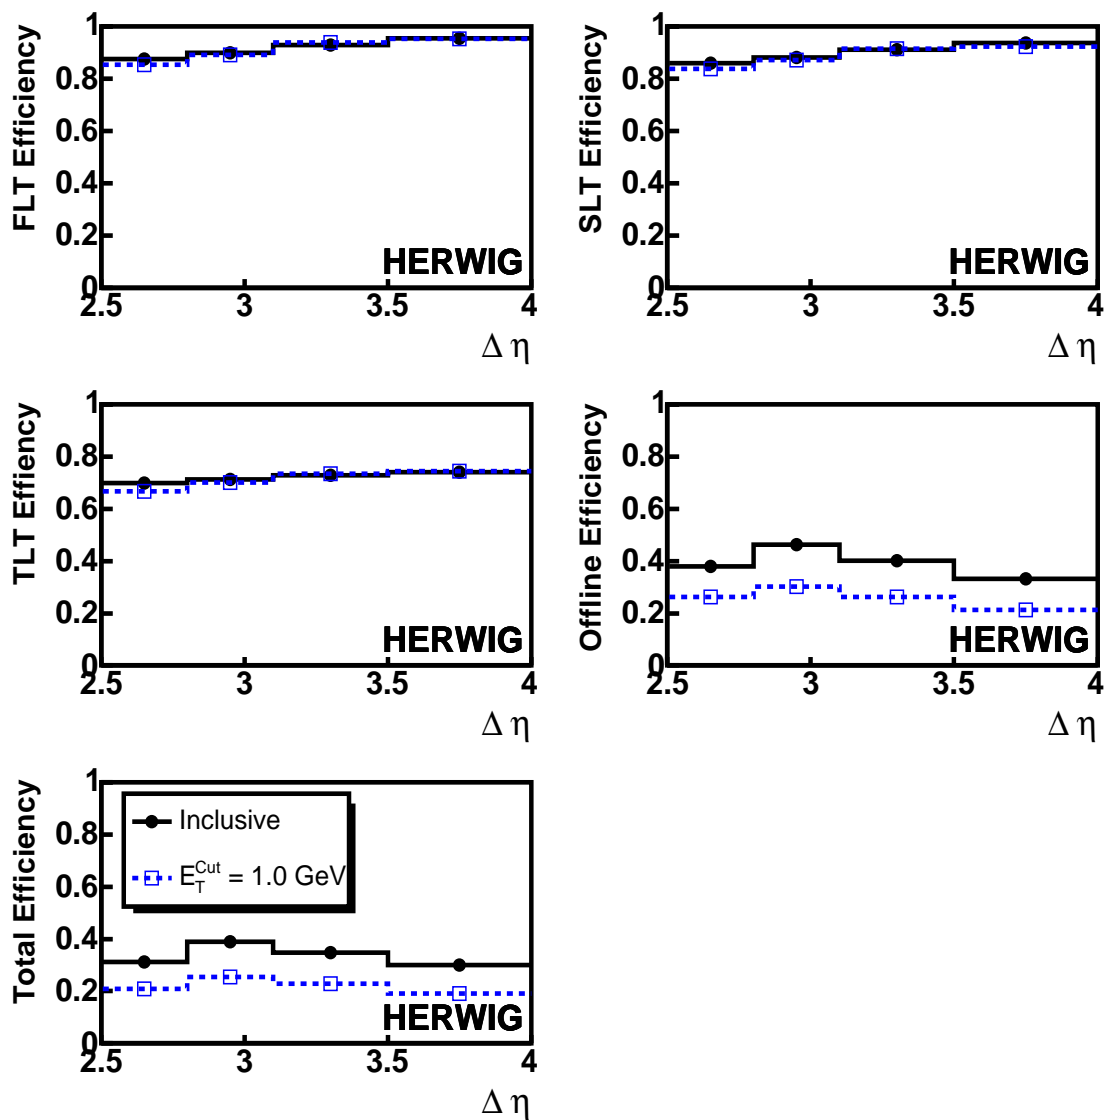 FLT Efficiency
1
0.8
0.6
0.4
0.2
0
2.5 3 3.5 4
HERWIG
Δ η
SLT Efficiency
1
0.8
0.6
0.4
0.2
0
2.5 3 3.5 4
HERWIG
Δ η
TLT Effiency
1
0.8
0.6
0.4
0.2
0
2.5 3 3.5 4
HERWIG
Δ η
Offline Efficiency
1
0.8
0.6
0.4
0.2
0
2.5 3 3.5 4
HERWIG
Δ η
Total Efficiency
1
0.8
0.6
0.4
0.2
0
2.5 3 3.5 4
Inclusive
E_T^Cut = 1.0 GeV
HERWIG
Δ η